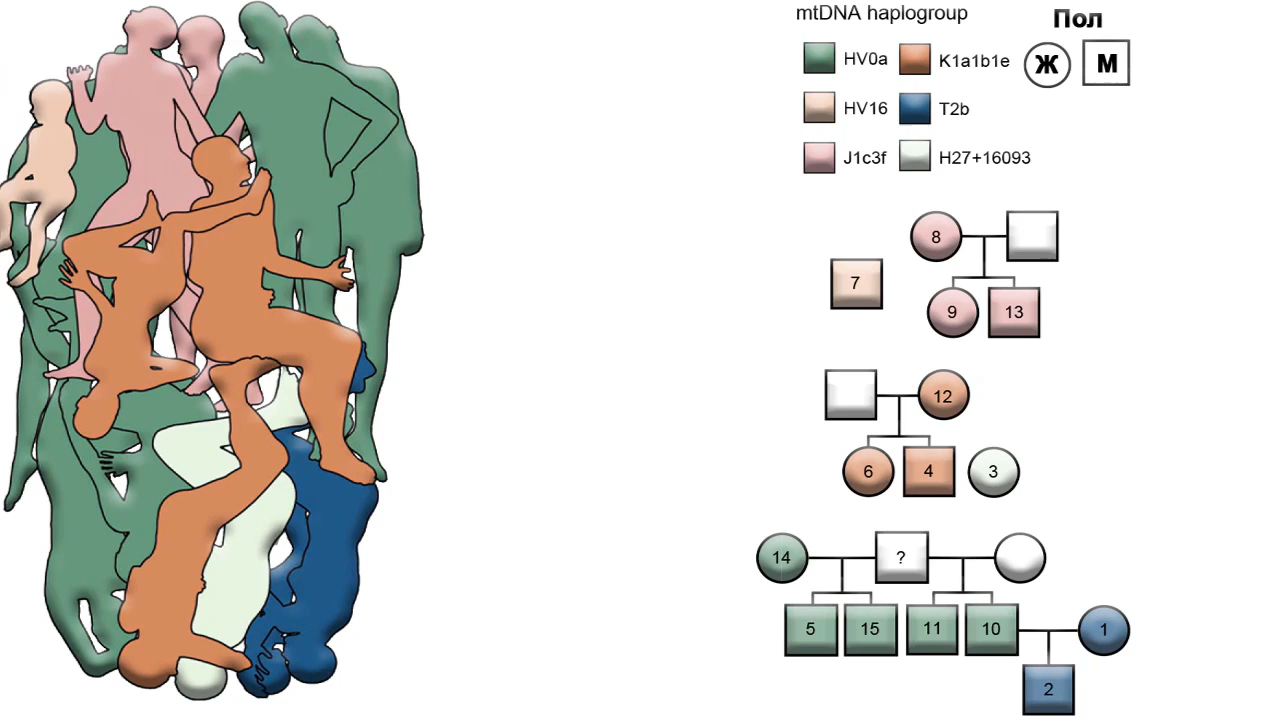 mtDNA haplogroup
Пол
HV0a
K1a1b1e
Ж
М
HV16
T2b
J1c3f
H27+16093
8
7
9
13
12
6
4
3
14
?
5
15
11
10
1
2